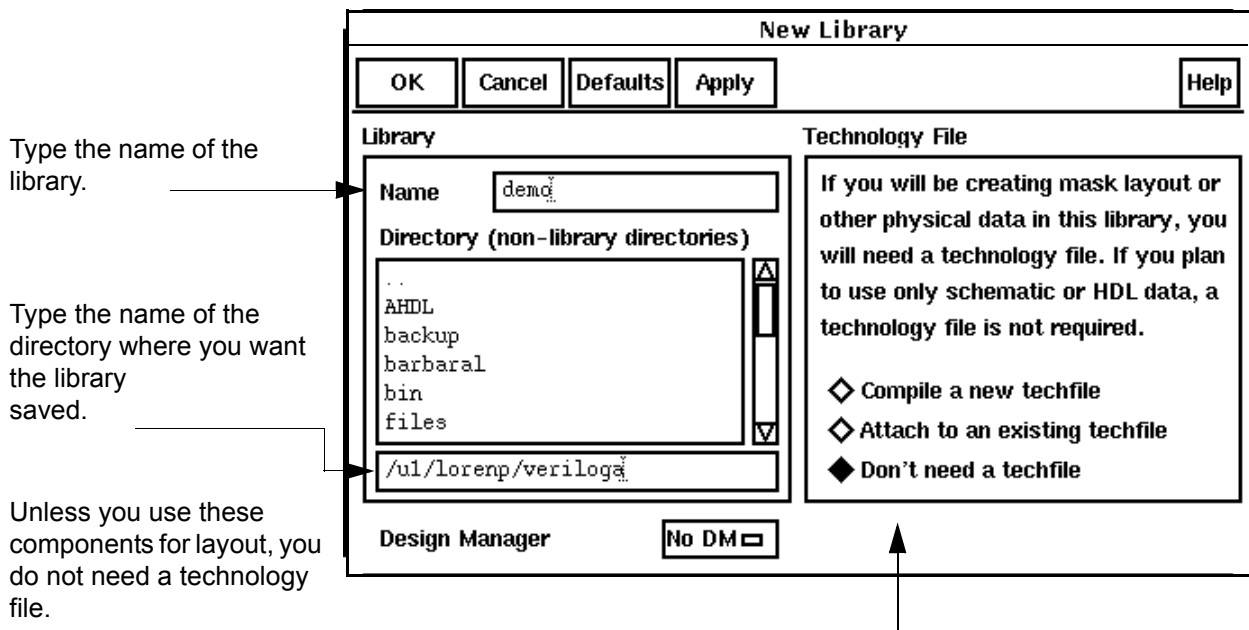 New Library
OK Cancel Defaults Apply Help
Type the name of the
library.
Library
Name demo
Directory (non-library directories)
..
AHDL
backup
barbaral
bin
files
Type the name of the
directory where you want
the library
saved.
/u1/lorenp/veriloga
Unless you use these
components for layout, you
do not need a technology
file.
Design Manager No DM
Technology File
If you will be creating mask layout or
other physical data in this library, you
will need a technology file. If you plan
to use only schematic or HDL data, a
technology file is not required.
Compile a new techfile
Attach to an existing techfile
Don't need a techfile